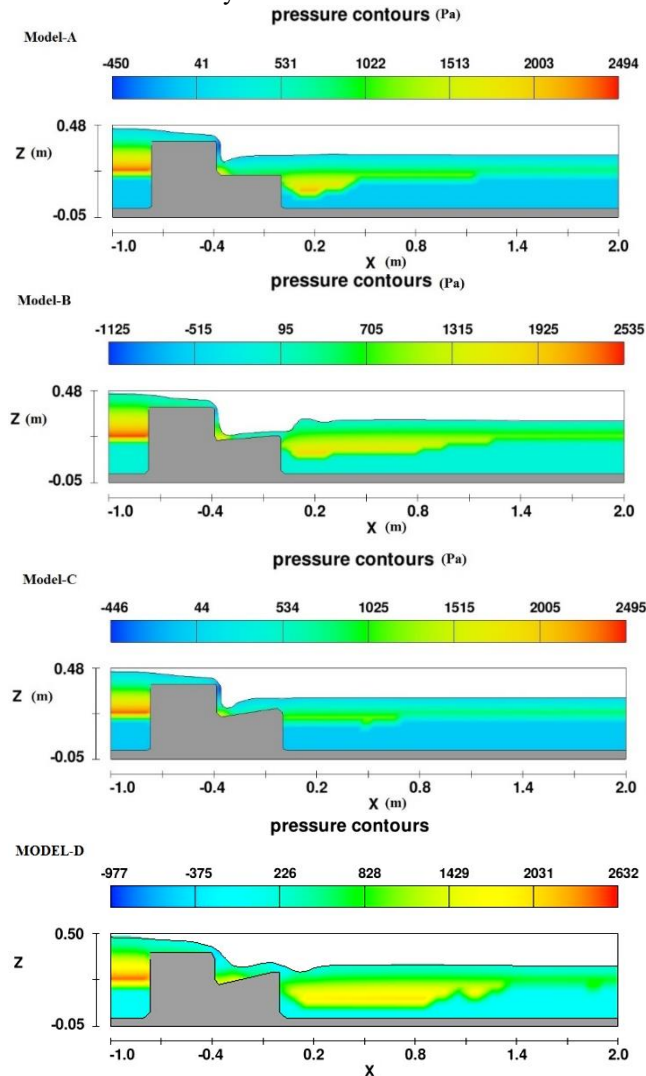 pressure contours (Pa)
Model-A
-450 41 531 1022 1513 2003 2494
0.48
Z (m)
-0.05
-1.0 -0.4 0.2 0.8 1.4 2.0
X (m)
pressure contours (Pa)
Model-B
-1125 -515 95 705 1315 1925 2535
0.48
Z (m)
-0.05
-1.0 -0.4 0.2 0.8 1.4 2.0
X (m)
pressure contours (Pa)
Model-C
-446 44 534 1025 1515 2005 2495
0.48
Z (m)
-0.05
-1.0 -0.4 0.2 0.8 1.4 2.0
X (m)
pressure contours
MODEL-D
-977 -375 226 828 1429 2031 2632
0.50
Z
-0.05
-1.0 -0.4 0.2 0.8 1.4 2.0
X